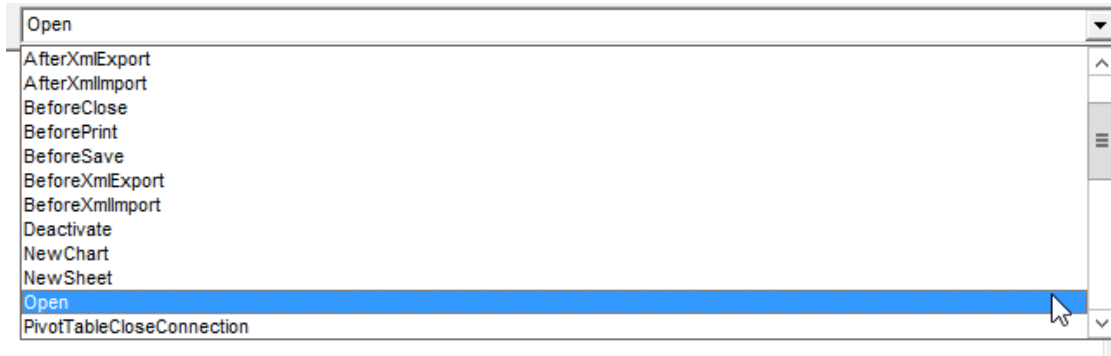 Open
AfterXmlExport
AfterXmlImport
BeforeClose
BeforePrint
BeforeSave
BeforeXmlExport
BeforeXmlImport
Deactivate
NewChart
NewSheet
Open
PivotTableCloseConnection